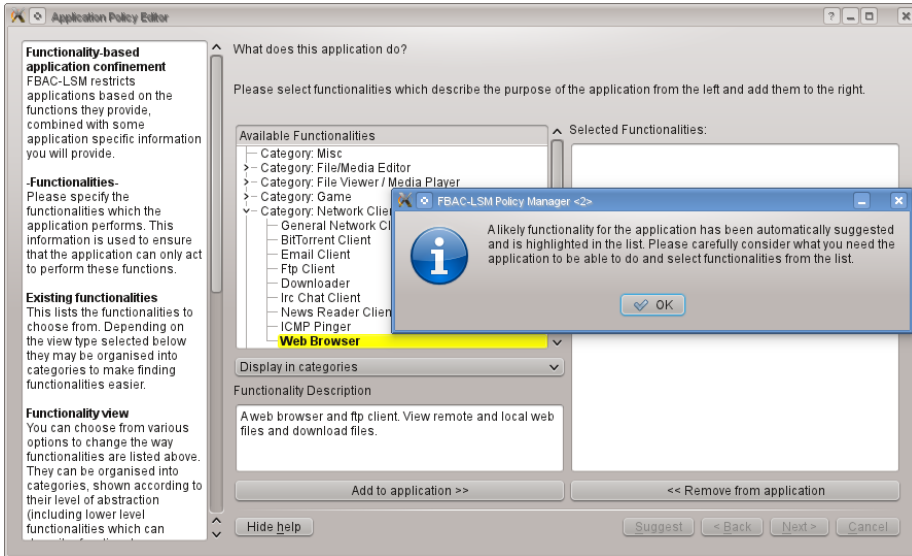 Application Policy Editor
Functionality-based
application confinement
FBAC-LSM restricts
applications based on the
functions they provide,
combined with some
application specific information
you will provide.
-Functionalities-
Please specify the
functionalities which the
application performs. This
information is used to ensure
that the application can only act
to perform these functions.
Existing functionalities
This lists the functionalities to
choose from. Depending on
the view type selected below
they may be organised into
categories to make finding
functionalities easier.
Functionality view
You can choose from various
options to change the way
functionalities are listed above.
They can be organised into
categories, shown according to
their level of abstraction
(including lower level
functionalities which can
What does this application do?
Please select functionalities which describe the purpose of the application from the left and add them to the right.
Available Functionalities
Category: Misc
Category: File/Media Editor
Category: File Viewer / Media Player
Category: Game
Category: Network Clie
General Network Cl
BitTorrent Client
Email Client
Ftp Client
Downloader
Irc Chat Client
News Reader Clien
ICMP Pinger
Web Browser
Display in categories
Functionality Description
A web browser and ftp client. View remote and local web
files and download files.
Add to application >>
Selected Functionalities:
FBAC-LSM Policy Manager <2>
A likely functionality for the application has been automatically suggested
and is highlighted in the list. Please carefully consider what you need the
application to be able to do and select functionalities from the list.
OK
<< Remove from application
Hide help
Suggest
< Back
Next >
Cancel